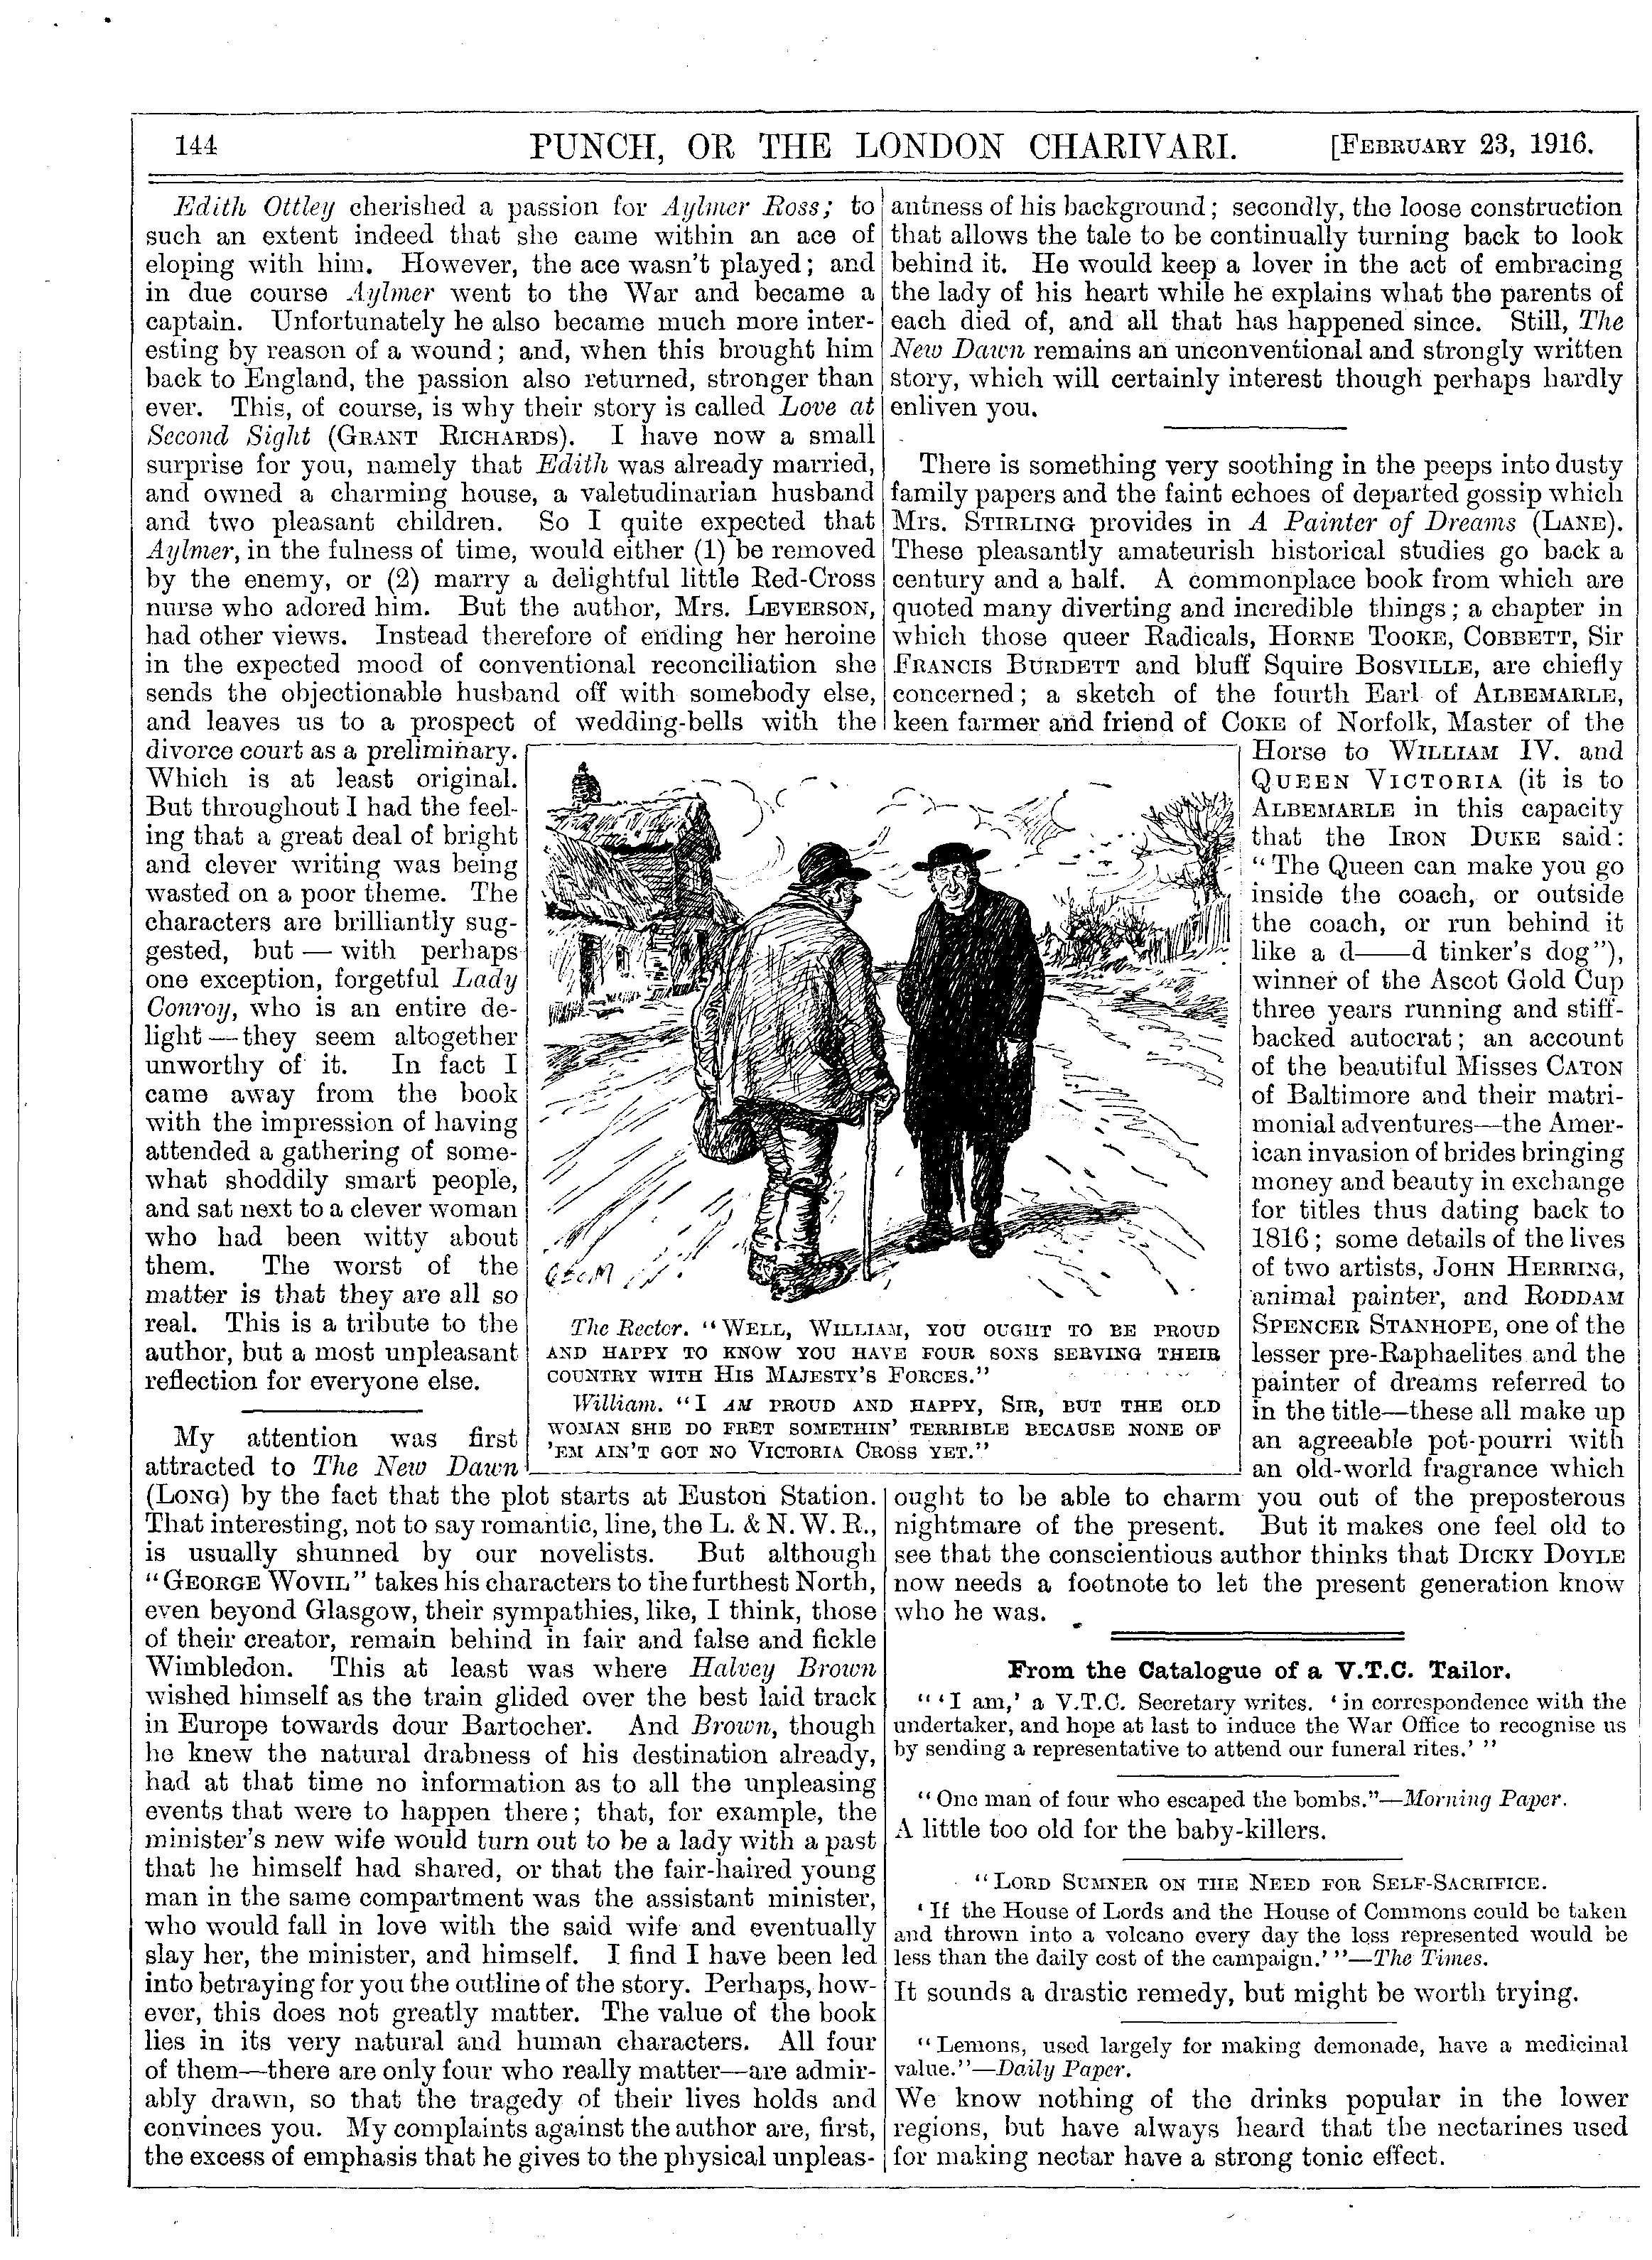 144
PUNCH, OR THE LONDON CHARIVARI.
[FEBRUARY 23, 1916.
Edith Ottley cherished a passion for Aylmer Ross; to
such an extent indeed that she came within an ace of
eloping with him. However, the ace wasn't played; and
in due course Aylmer went to the War and became a
captain. Unfortunately he also became much more inter-
esting by reason of a wound; and, when this brought him
back to England, the passion also returned, stronger than
ever. This, of course, is why their story is called Love at
Second Sight (GRANT RICHARDS). I have now a small
surprise for you, namely that Edith was already married,
and owned a charming house, a valetudinarian husband
and two pleasant children. So I quite expected that
Aylmer, in the fulness of time, would either (1) be removed
by the enemy, or (2) marry a delightful little Red-Cross
nurse who adored him. But the author, Mrs. LEVERSON,
had other views. Instead therefore of ending her heroine
in the expected mood of conventional reconciliation she
sends the objectionable husband off with somebody else,
and leaves us to a prospect of wedding-bells with the
divorce court as a preliminary.
Which is at least original.
But throughout I had the feel-
ing that a great deal of bright
and clever writing was being
wasted on a poor theme. The
characters are brilliantly sug-
gested, but — with perhaps
one exception, forgetful Lady
Conroy, who is an entire de-
light—they seem altogether
unworthy of it. In fact I
came away from the book
with the impression of having
attended a gathering of some-
what shoddily smart people,
and sat next to a clever woman
who had been witty about
them. The worst of the
matter is that they are all so
real. This is a tribute to the
author, but a most unpleasant
reflection for everyone else.
My attention was first
attracted to The New Dawn
(LONG) by the fact that the plot starts at Euston Station.
That interesting, not to say romantic, line, the L. & N. W. R.,
is usually shunned by our novelists. But although
"GEORGE WOVIL" takes his characters to the furthest North,
even beyond Glasgow, their sympathies, like, I think, those
of their creator, remain behind in fair and false and fickle
Wimbledon. This at least was where Halvey Brown
wished himself as the train glided over the best laid track
in Europe towards dour Bartocher. And Brown, though
he knew the natural drabness of his destination already,
had at that time no information as to all the unpleasing
events that were to happen there; that, for example, the
minister's new wife would turn out to be a lady with a past
that he himself had shared, or that the fair-haired young
man in the same compartment was the assistant minister,
who would fall in love with the said wife and eventually
slay her, the minister, and himself. I find I have been led
into betraying for you the outline of the story. Perhaps, how-
ever, this does not greatly matter. The value of the book
lies in its very natural and human characters. All four
of them—there are only four who really matter—are admir-
ably drawn, so that the tragedy of their lives holds and
convinces you. My complaints against the author are, first,
the excess of emphasis that he gives to the physical unpleas-
GECM
The Rector. "WELL, WILLIAM, YOU OUGHT TO BE PROUD
AND HAPPY TO KNOW YOU HAVE FOUR SONS SERVING THEIR
COUNTRY WITH HIS MAJESTY'S FORCES."
William. "I AM PROUD AND HAPPY, SIR, BUT THE OLD
WOMAN SHE DO FRET SOMETHIN' TERRIBLE BECAUSE NONE OF
'EM AIN'T GOT NO VICTORIA CROSS YET."
antness of his background; secondly, the loose construction
that allows the tale to be continually turning back to look
behind it. He would keep a lover in the act of embracing
the lady of his heart while he explains what the parents of
each died of, and all that has happened since. Still, The
New Dawn remains an unconventional and strongly written
story, which will certainly interest though perhaps hardly
enliven you.
There is something very soothing in the peeps into dusty
family papers and the faint echoes of departed gossip which
Mrs. STIRLING provides in A Painter of Dreams (LANE).
These pleasantly amateurish historical studies go back a
century and a half. A commonplace book from which are
quoted many diverting and incredible things; a chapter in
which those queer Radicals, HORNE TOOKE, COBBETT, Sir
FRANCIS BURDETT and bluff Squire BOSVILLE, are chiefly
concerned; a sketch of the fourth Earl of ALBEMARLE,
keen farmer and friend of COKE of Norfolk, Master of the
Horse to WILLIAM IV. and
QUEEN VICTORIA (it is to
ALBEMARLE in this capacity
that the IRON DUKE said:
"The Queen can make you go
inside the coach, or outside
the coach, or run behind it
like a d——d tinker's dog"),
winner of the Ascot Gold Cup
three years running and stiff-
backed autocrat; an account
of the beautiful Misses CATON
of Baltimore and their matri-
monial adventures—the Amer-
ican invasion of brides bringing
money and beauty in exchange
for titles thus dating back to
1816; some details of the lives
of two artists, JOHN HERRING,
animal painter, and RODDAM
SPENCER STANHOPE, one of the
lesser pre-Raphaelites and the
painter of dreams referred to
in the title—these all make up
an agreeable pot-pourri with
an old-world fragrance which
ought to be able to charm you out of the preposterous
nightmare of the present. But it makes one feel old to
see that the conscientious author thinks that DICKY DOYLE
now needs a footnote to let the present generation know
who he was.
From the Catalogue of a V.T.C. Tailor.
"'I am,' a V.T.C. Secretary writes. 'in correspondence with the
undertaker, and hope at last to induce the War Office to recognise us
by sending a representative to attend our funeral rites.'"
"One man of four who escaped the bombs."—Morning Paper.
A little too old for the baby-killers.
"LORD SUMNER ON THE NEED FOR SELF-SACRIFICE.
'If the House of Lords and the House of Commons could be taken
and thrown into a volcano every day the loss represented would be
less than the daily cost of the campaign.'"—The Times.
It sounds a drastic remedy, but might be worth trying.
"Lemons, used largely for making demonade, have a medicinal
value."—Daily Paper.
We know nothing of the drinks popular in the lower
regions, but have always heard that the nectarines used
for making nectar have a strong tonic effect.